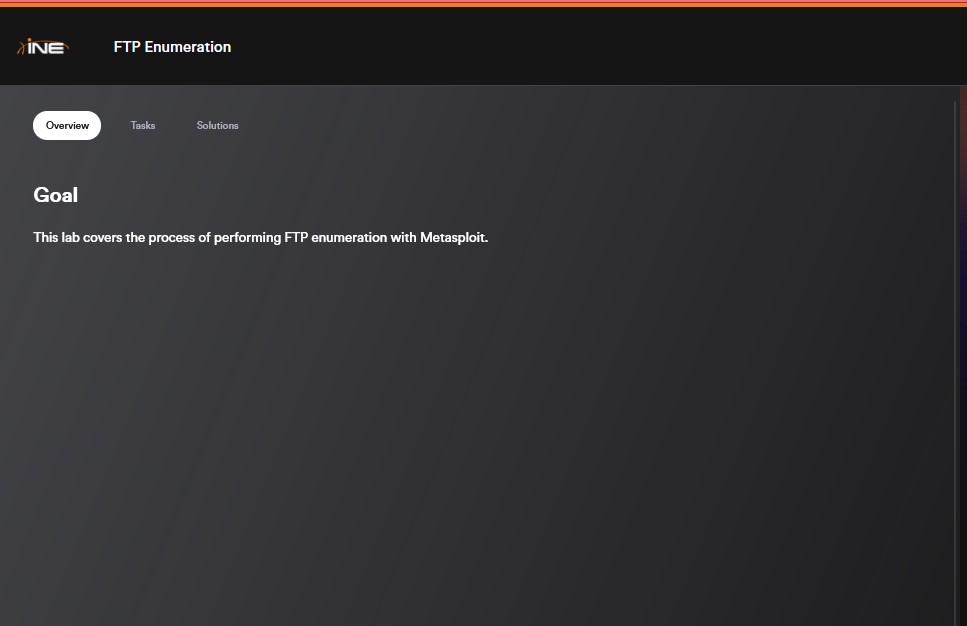 iNE
FTP Enumeration
Overview
Tasks
Solutions
Goal
This lab covers the process of performing FTP enumeration with Metasploit.